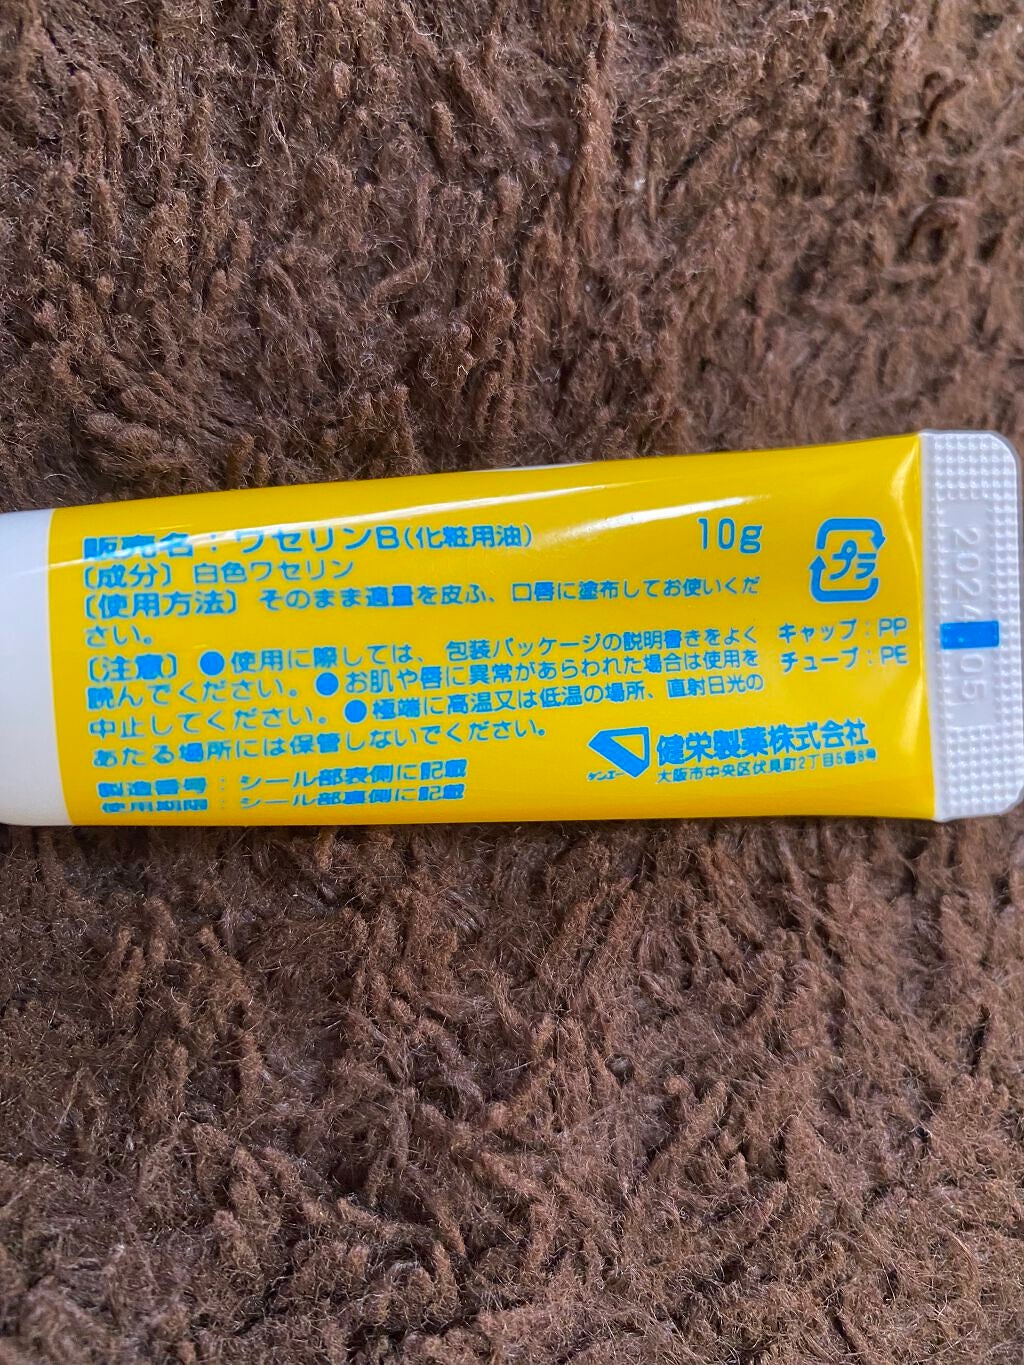 販売名：ワセリンB(化粧用油) 10g
〔成分〕白色ワセリン
〔使用方法〕そのまま適量を皮ふ、口唇に塗布してお使いくだ
さい。
〔注意〕●使用に際しては、包装パッケージの説明書きをよく
読んでください。●お肌や唇に異常があらわれた場合は使用を
中止してください。●極端に高温又は低温の場所、直射日光の
あたる場所には保管しないでください。
製造番号：シール部表側に記載
使用期限：シール部裏側に記載
プラ
キャップ：PP
チューブ：PE
ケンエー
健栄製薬株式会社
大阪市中央区伏見町2丁目5番8号
2024 05